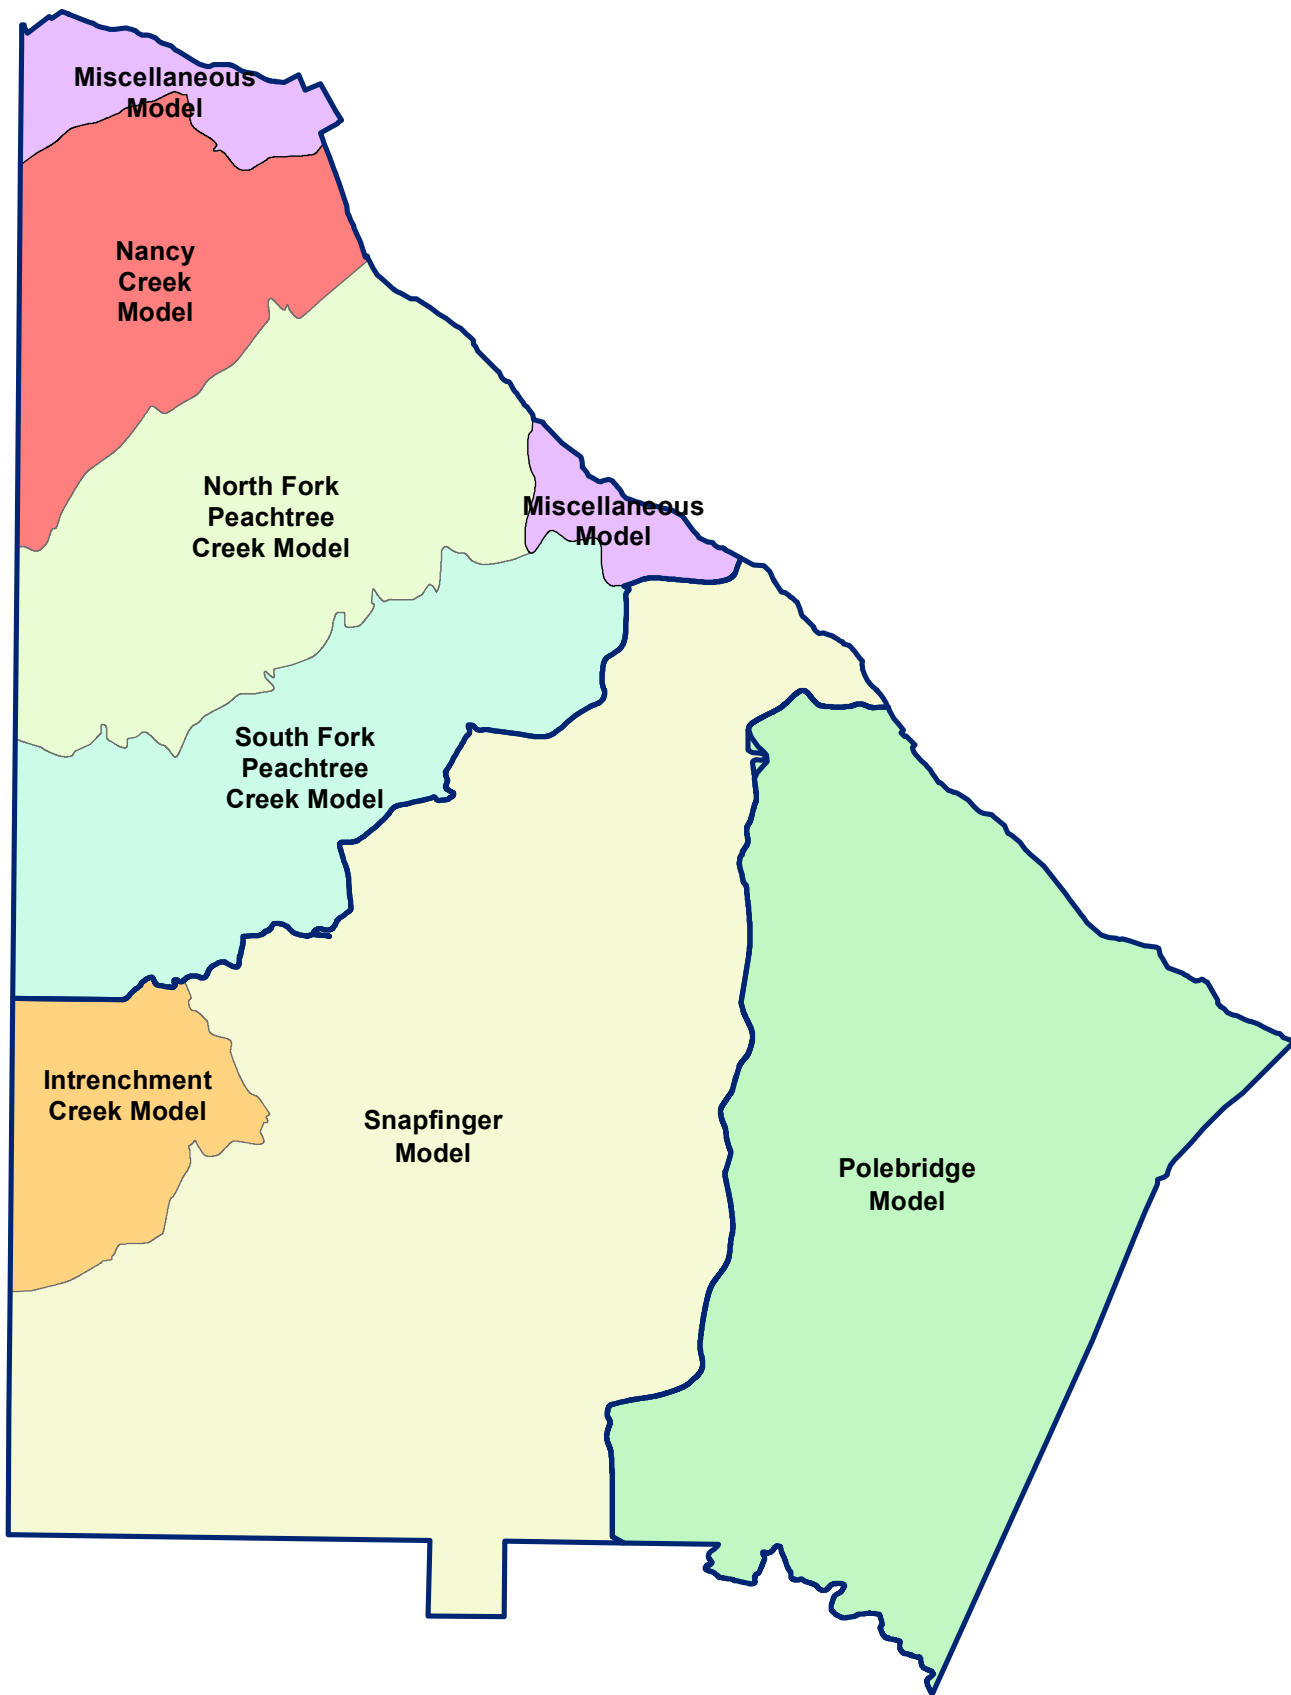 Miscellaneous
Model
Nancy
Creek
Model
North Fork
Peachtree
Creek Model
Miscellaneous
Model
South Fork
Peachtree
Creek Model
Intrenchment
Creek Model
Snapfinger
Model
Polebridge
Model